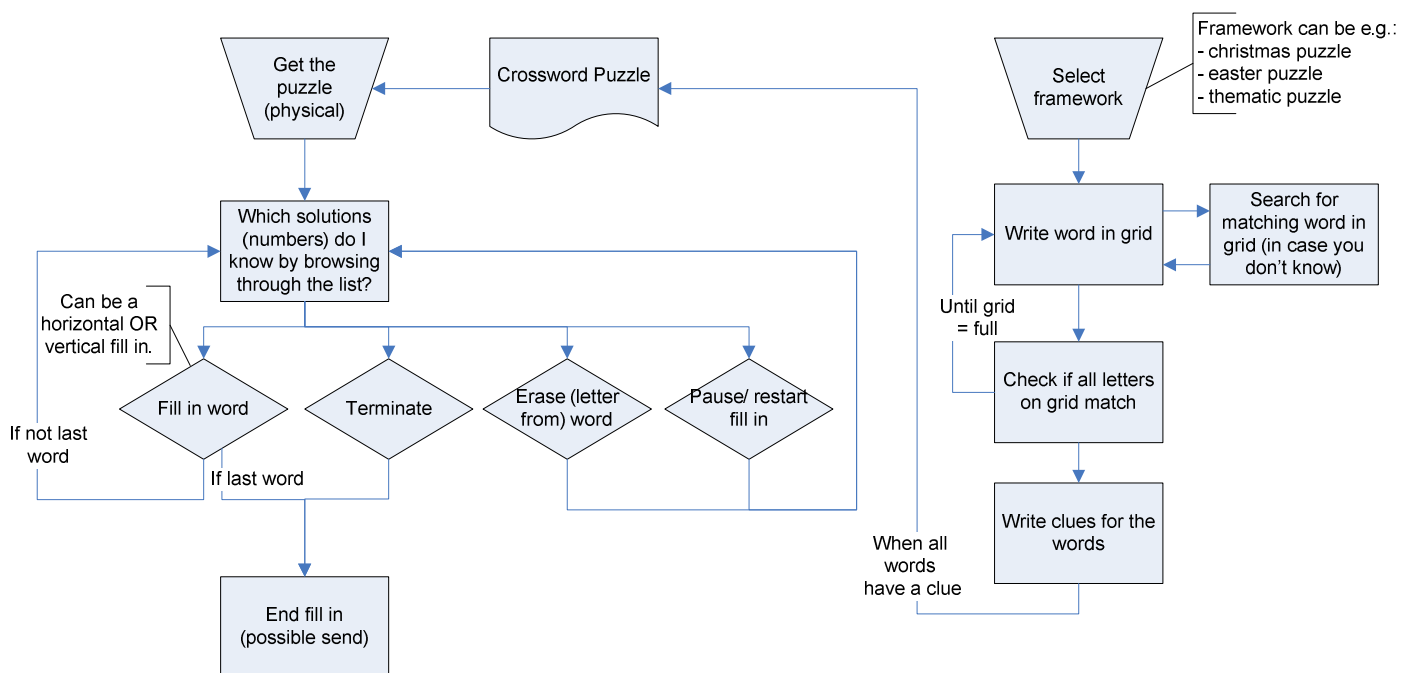 Get the
puzzle
(physical)
Crossword Puzzle
Select
framework
Framework can be e.g.:
- christmas puzzle
- easter puzzle
- thematic puzzle
Which solutions
(numbers) do I
know by browsing
through the list?
Write word in grid
Search for
matching word in
grid (in case you
don’t know)
Can be a
horizontal OR
vertical fill in.
Until grid
= full
Fill in word
Terminate
Erase (letter
from) word
Pause/ restart
fill in
Check if all letters
on grid match
If not last
word
If last word
Write clues for the
words
When all
words
have a clue
End fill in
(possible send)